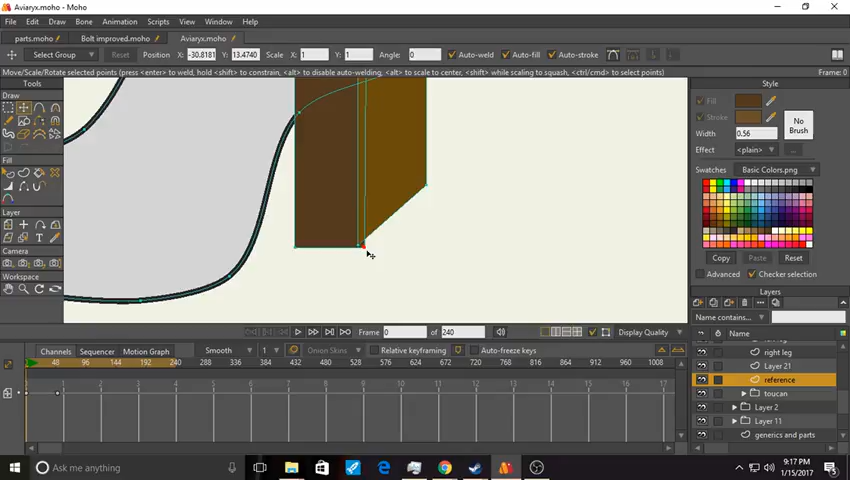 Aviaryx.moho - Moho
File Edit Draw Bones Animation Scripts View Window Help
parts.moho Bolt improved.moho Aviaryx.moho
Select Group Reset Position X -30.8181 Y 13.4740 Scale X 1 Y 1 Angle: 0 Auto-weld Auto-fill Auto-stroke
Move/Scale/Rotate selected points (press <enter> to weld, hold <shift> to constrain, <alt> to disable auto-welding, <alt> to scale to center, <shift> while scaling to squash, <ctrl/cmd> to select points)
Frame: 0
Tools
Draw
Fill
Layer
Camera
Workspace
Style
Fill
Stroke
No Brush
Width 0.56
Effect <plain> ...
Swatches Basic Colors.png
Copy Paste Reset
Advanced Checker selection
Layers
Name contains...
Name
right leg
Layer 21
reference
toucan
Layer 2
Layer 11
generics and parts
Frame 0 of 240 Display Quality
Channels Sequencer Motion Graph Smooth 1 Onion Skins Relative keyframing Auto-freeze keys
48 96 144 192 240 288 336 384 432 480 528 576 624 672 720 768 816 864 912 960 1008
1 2 3 4 5 6 7 8 9 10 11 12 13 14 15 16 17
Ask me anything
9:17 PM
1/15/2017